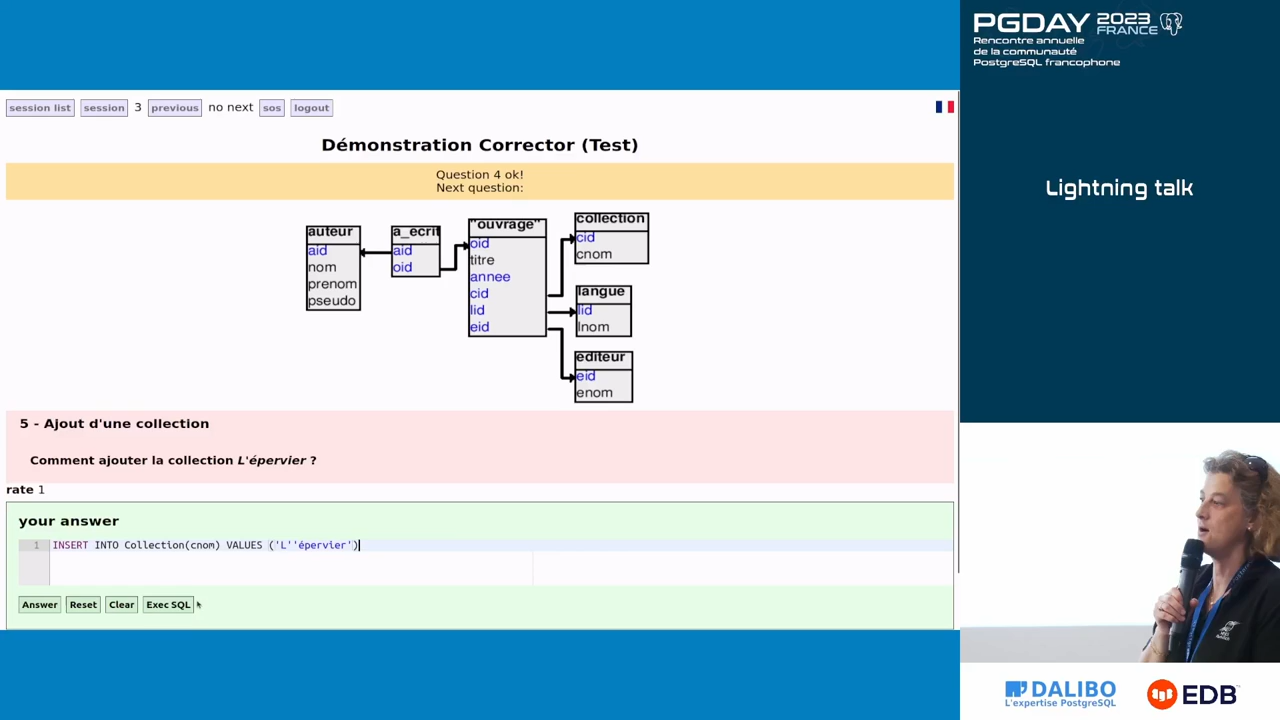 PGDAY 2023 FRANCE
Rencontre annuelle
de la communauté
PostgreSQL francophone
Lightning talk
session list session 3 previous no next sos logout
Démonstration Corrector (Test)
Question 4 ok!
Next question:
auteur
aid
nom
prenom
pseudo
a_ecrit
aid
oid
"ouvrage"
oid
titre
annee
cid
lid
eid
collection
cid
cnom
langue
lid
lnom
editeur
eid
enom
5 - Ajout d'une collection
Comment ajouter la collection L'épervier ?
rate 1
your answer
1 INSERT INTO Collection(cnom) VALUES ('L''épervier')
Answer Reset Clear Exec SQL
DALIBO
L'expertise PostgreSQL
EDB